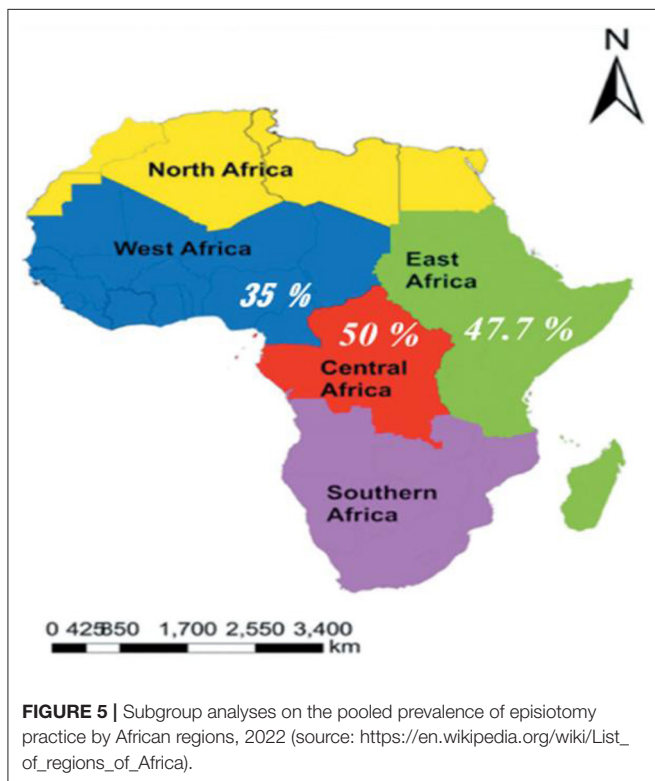 N
North Africa
West Africa
East
Africa
35 %
50 %
47.7 %
Central
Africa
Southern
Africa
0 425850 1,700 2,550 3,400
km
FIGURE 5 | Subgroup analyses on the pooled prevalence of episiotomy
practice by African regions, 2022 (source: https://en.wikipedia.org/wiki/List_
of_regions_of_Africa).